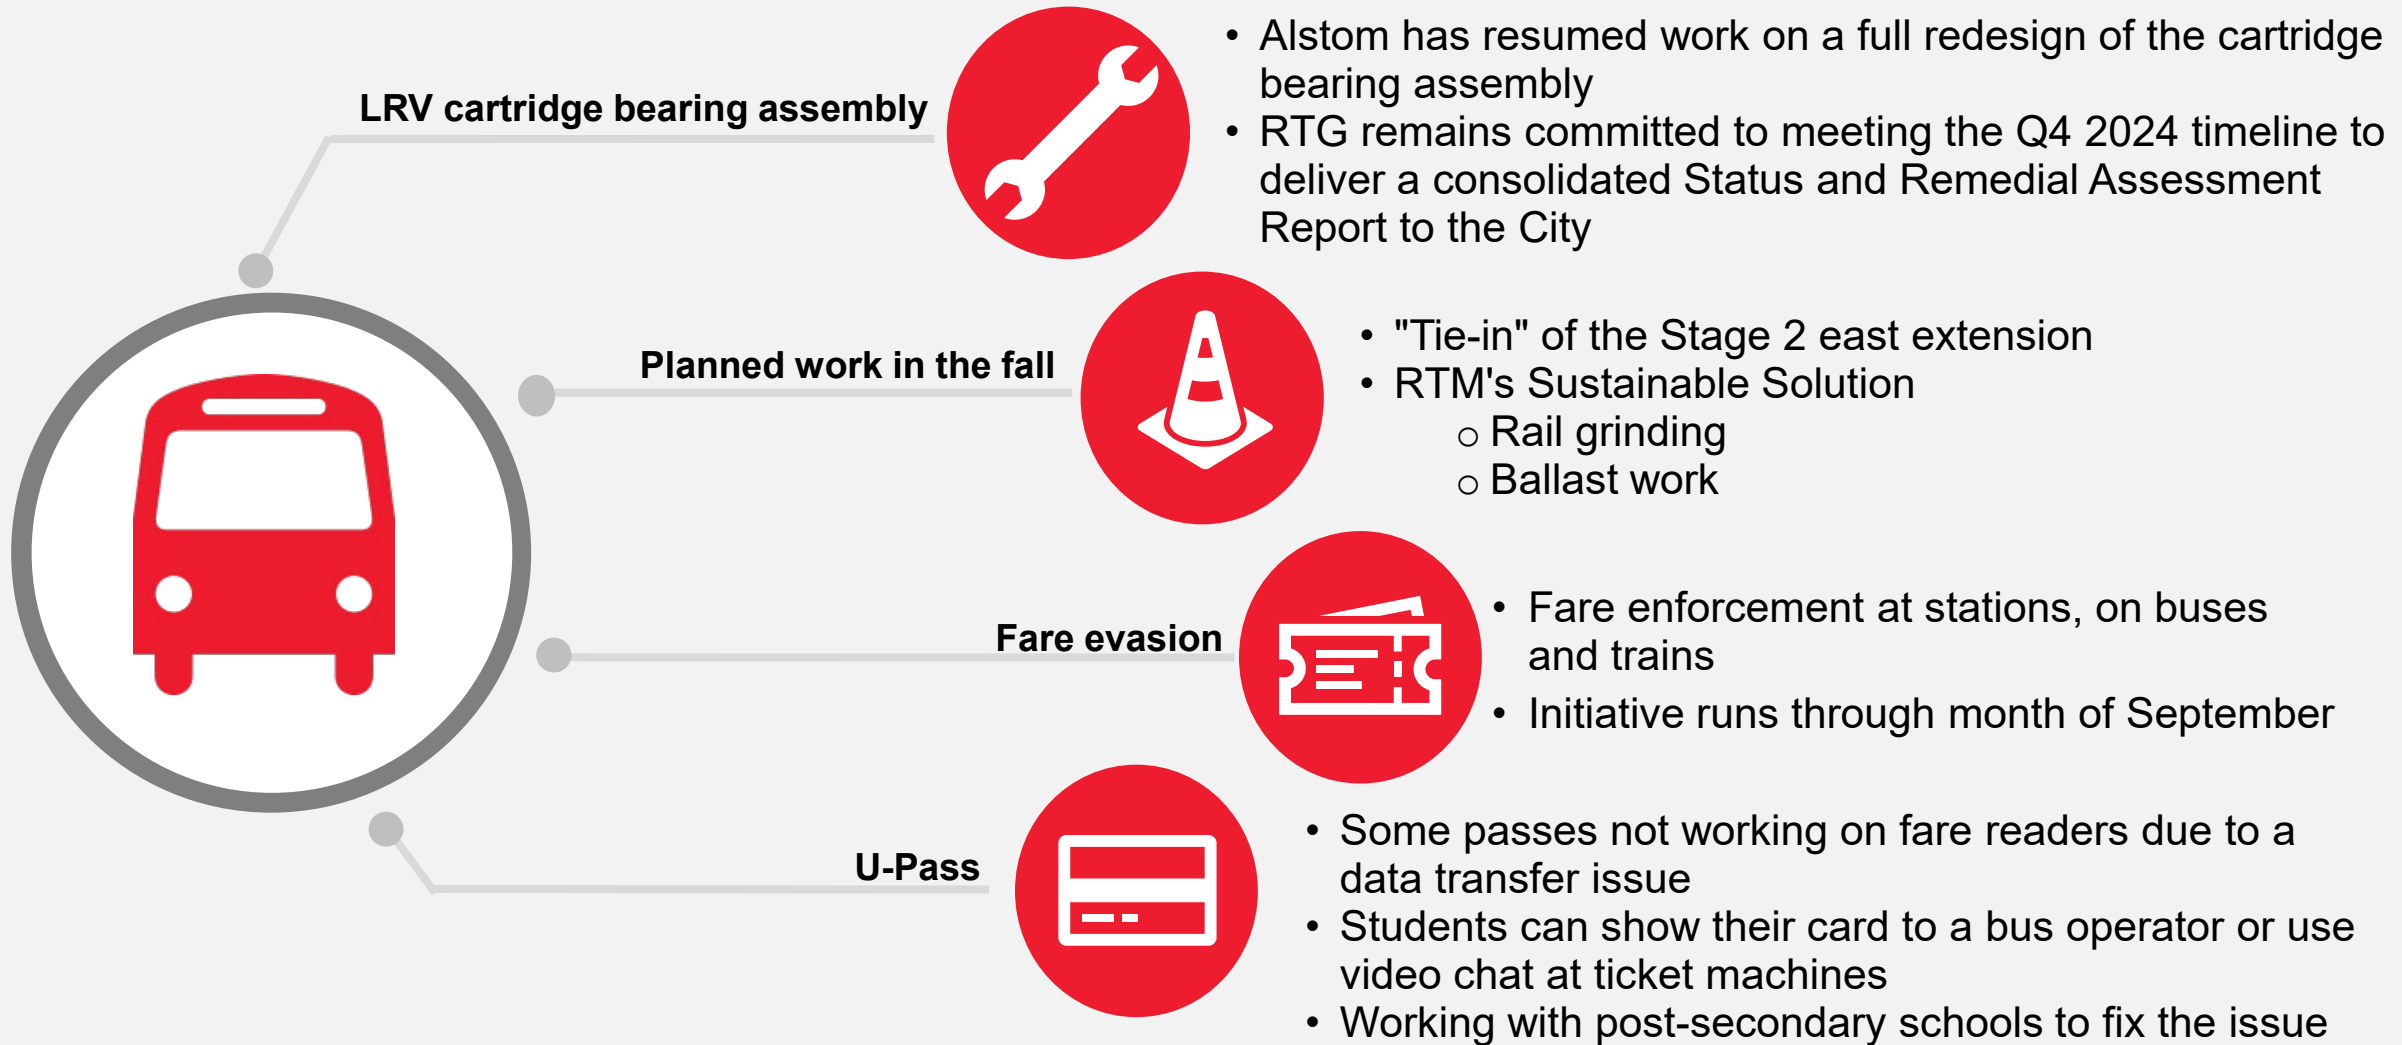 LRV cartridge bearing assembly
• Alstom has resumed work on a full redesign of the cartridge
bearing assembly
• RTG remains committed to meeting the Q4 2024 timeline to
deliver a consolidated Status and Remedial Assessment
Report to the City
Planned work in the fall
• "Tie-in" of the Stage 2 east extension
• RTM's Sustainable Solution
o Rail grinding
o Ballast work
Fare evasion
• Fare enforcement at stations, on buses
and trains
• Initiative runs through month of September
U-Pass
• Some passes not working on fare readers due to a
data transfer issue
• Students can show their card to a bus operator or use
video chat at ticket machines
• Working with post-secondary schools to fix the issue